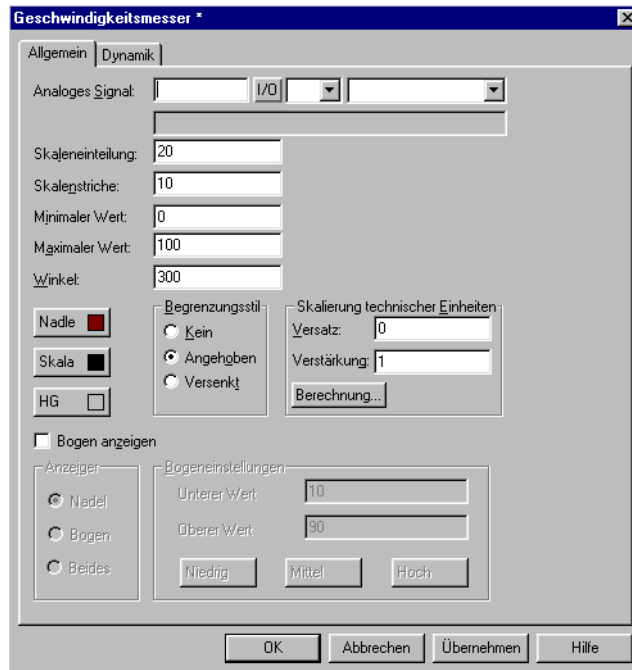 Geschwindigkeitsmesser *
Allgemein Dynamik
Analoges Signal: I/O
Skaleneinteilung: 20
Skalenstriche: 10
Minimaler Wert: 0
Maximaler Wert: 100
Winkel: 300
Nadle
Skala
HG
Begrenzungsstil
Kein
Angehoben
Versenkt
Skalierung technischer Einheiten
Versatz: 0
Verstärkung: 1
Berechnung...
Bogen anzeigen
Anzeiger
Nadel
Bogen
Beides
Bogeneinstellungen
Unterer Wert 10
Oberer Wert 90
Niedrig Mittel Hoch
OK Abbrechen Übernehmen Hilfe